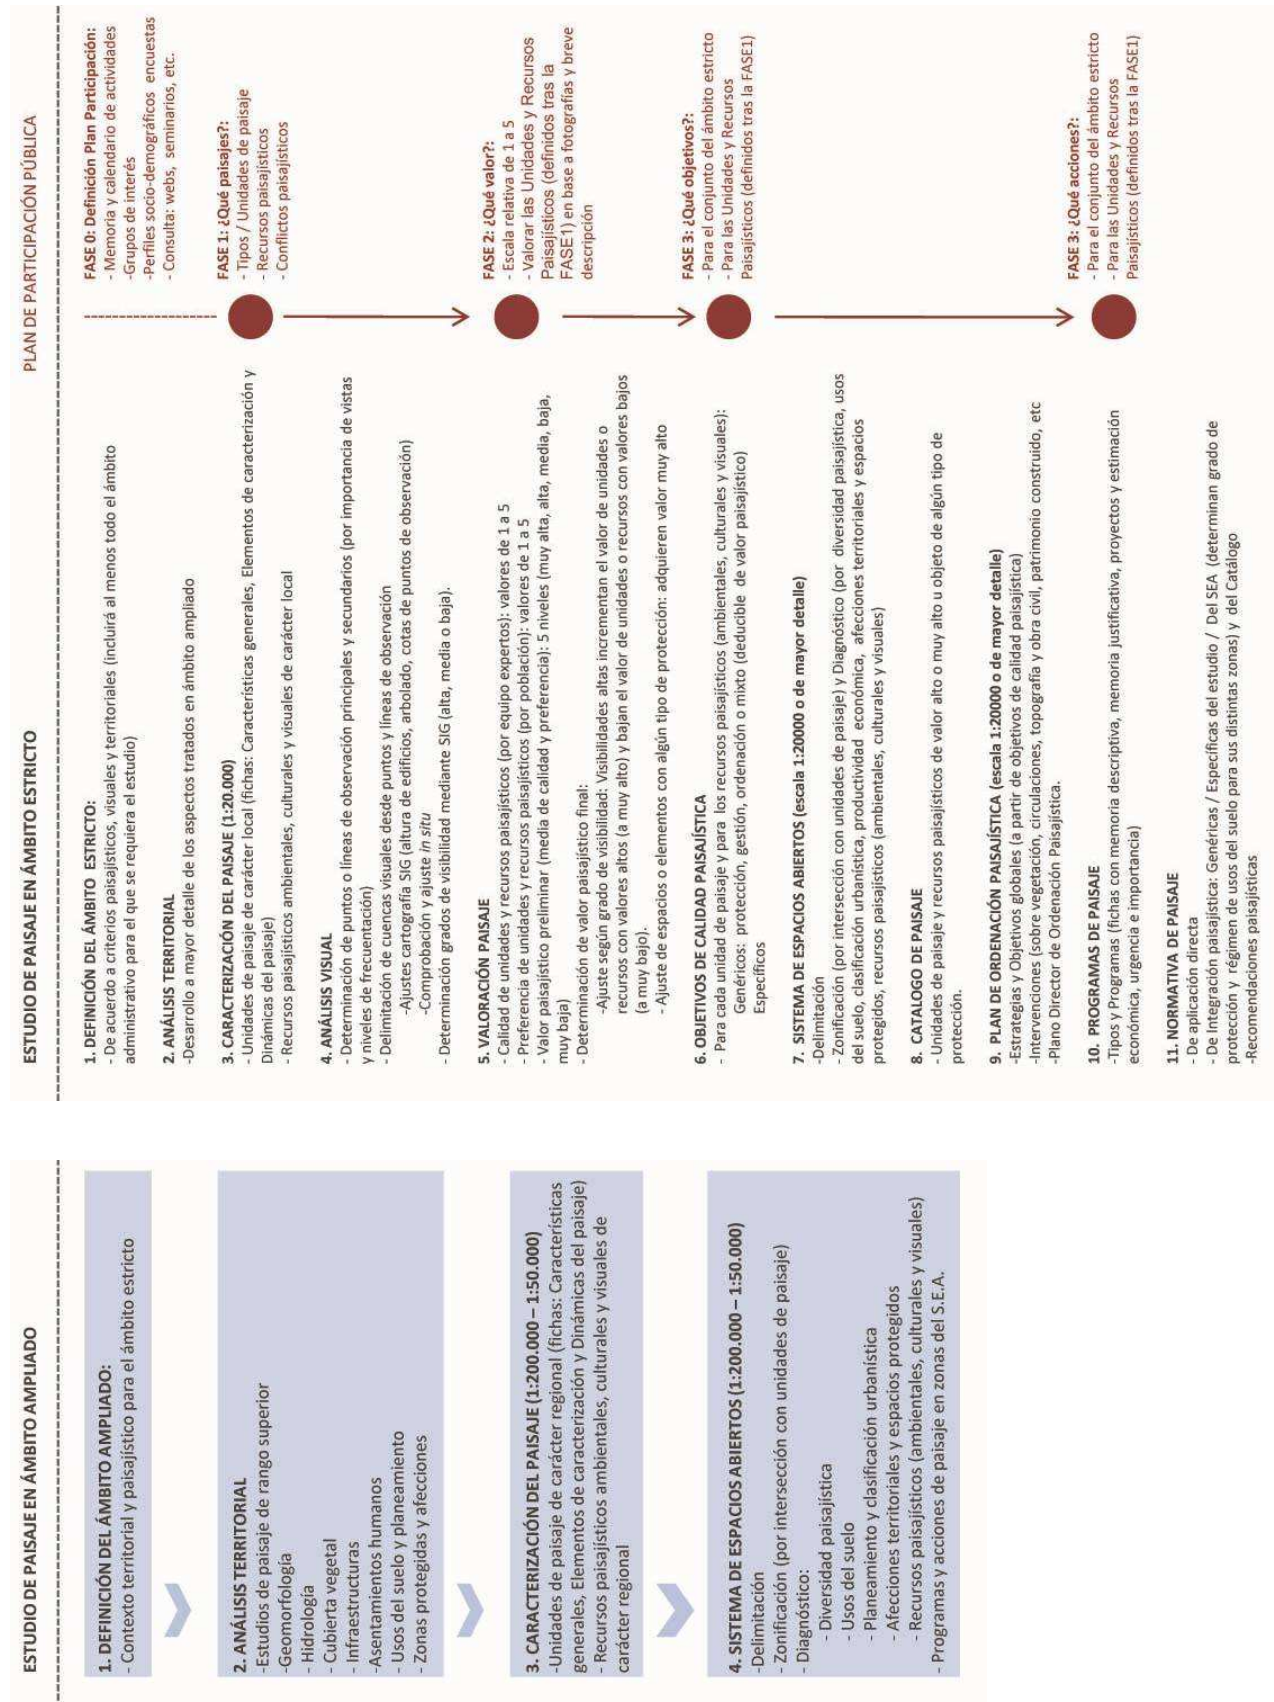 ESTUDIO DE PAISAJE EN ÁMBITO AMPLIADO
1. DEFINICIÓN DEL ÁMBITO AMPLIADO:
- Contexto territorial y paisajístico para el ámbito estricto
2. ANÁLISIS TERRITORIAL
-Estudios de paisaje de rango superior
-Geomorfología
- Hidrología
- Cubierta vegetal
- Infraestructuras
-Asentamientos humanos
- Usos del suelo y planeamiento
- Zonas protegidas y afecciones
3. CARACTERIZACIÓN DEL PAISAJE (1:200.000 – 1:50.000)
-Unidades de paisaje de carácter regional (fichas: Características
generales, Elementos de caracterización y Dinámicas del paisaje)
- Recursos paisajísticos ambientales, culturales y visuales de
carácter regional
4. SISTEMA DE ESPACIOS ABIERTOS (1:200.000 – 1:50.000)
-Delimitación
- Zonificación (por intersección con unidades de paisaje)
- Diagnóstico:
- Diversidad paisajística
- Usos del suelo
- Planeamiento y clasificación urbanística
- Afecciones territoriales y espacios protegidos
- Recursos paisajísticos (ambientales, culturales y visuales)
- Programas y acciones de paisaje en zonas del S.E.A.
ESTUDIO DE PAISAJE EN ÁMBITO ESTRICTO
1. DEFINICIÓN DEL ÁMBITO ESTRICTO:
- De acuerdo a criterios paisajísticos, visuales y territoriales (incluirá al menos todo el ámbito
administrativo para el que se requiera el estudio)
2. ANÁLISIS TERRITORIAL
-Desarrollo a mayor detalle de los aspectos tratados en ámbito ampliado
3. CARACTERIZACIÓN DEL PAISAJE (1:20.000)
- Unidades de paisaje de carácter local (fichas: Características generales, Elementos de caracterización y
Dinámicas del paisaje)
- Recursos paisajísticos ambientales, culturales y visuales de carácter local
4. ANÁLISIS VISUAL
- Determinación de puntos o líneas de observación principales y secundarios (por importancia de vistas
y niveles de frecuentación)
- Delimitación de cuencas visuales desde puntos y líneas de observación
-Ajustes cartografía SIG (altura de edificios, arbolado, cotas de puntos de observación)
-Comprobación y ajuste in situ
- Determinación grados de visibilidad mediante SIG (alta, media o baja).
5. VALORACIÓN PAISAJE
- Calidad de unidades y recursos paisajísticos (por equipo expertos): valores de 1 a 5
- Preferencia de unidades y recursos paisajísticos (por población): valores de 1 a 5
- Valor paisajístico preliminar (media de calidad y preferencia): 5 niveles (muy alta, alta, media, baja,
muy baja)
- Determinación de valor paisajístico final:
-Ajuste según grado de visibilidad: Visibilidades altas incrementan el valor de unidades o
recursos con valores altos (a muy alto) y bajan el valor de unidades o recursos con valores bajos
(a muy bajo).
- Ajuste de espacios o elementos con algún tipo de protección: adquieren valor muy alto
6. OBJETIVOS DE CALIDAD PAISAJÍSTICA
- Para cada unidad de paisaje y para los recursos paisajísticos (ambientales, culturales y visuales):
Genéricos: protección, gestión, ordenación o mixto (deducible de valor paisajístico)
Específicos
7. SISTEMA DE ESPACIOS ABIERTOS (escala 1:20000 o de mayor detalle)
-Delimitación
- Zonificación (por intersección con unidades de paisaje) y Diagnóstico (por diversidad paisajística, usos
del suelo, clasificación urbanística, productividad económica, afecciones territoriales y espacios
protegidos, recursos paisajísticos (ambientales, culturales y visuales)
8. CATALOGO DE PAISAJE
- Unidades de paisaje y recursos paisajísticos de valor alto o muy alto u objeto de algún tipo de
protección.
9. PLAN DE ORDENACIÓN PAISAJÍSTICA (escala 1:20000 o de mayor detalle)
-Estrategias y Objetivos globales (a partir de objetivos de calidad paisajística)
-Intervenciones (sobre vegetación, circulaciones, topografía y obra civil, patrimonio construido, etc
-Plano Director de Ordenación Paisajística.
10. PROGRAMAS DE PAISAJE
-Tipos y Programas (fichas con memoria descriptiva, memoria justificativa, proyectos y estimación
económica, urgencia e importancia)
11. NORMATIVA DE PAISAJE
- De aplicación directa
- De Integración paisajística: Genéricas / Específicas del estudio / Del SEA (determinan grado de
protección y régimen de usos del suelo para sus distintas zonas) y del Catálogo
-Recomendaciones paisajísticas
PLAN DE PARTICIPACIÓN PÚBLICA
FASE 0: Definición Plan Participación:
- Memoria y calendario de actividades
-Grupos de interés
-Perfiles socio-demográficos encuestas
- Consulta: webs, seminarios, etc.
FASE 1: ¿Qué paisajes?:
- Tipos / Unidades de paisaje
- Recursos paisajísticos
- Conflictos paisajísticos
FASE 2: ¿Qué valor?:
- Escala relativa de 1 a 5
- Valorar las Unidades y Recursos
Paisajísticos (definidos tras la
FASE1) en base a fotografías y breve
descripción
FASE 3: ¿Qué objetivos?:
- Para el conjunto del ámbito estricto
- Para las Unidades y Recursos
Paisajísticos (definidos tras la FASE1)
FASE 3: ¿Qué acciones?:
- Para el conjunto del ámbito estricto
- Para las Unidades y Recursos
Paisajísticos (definidos tras la FASE1)